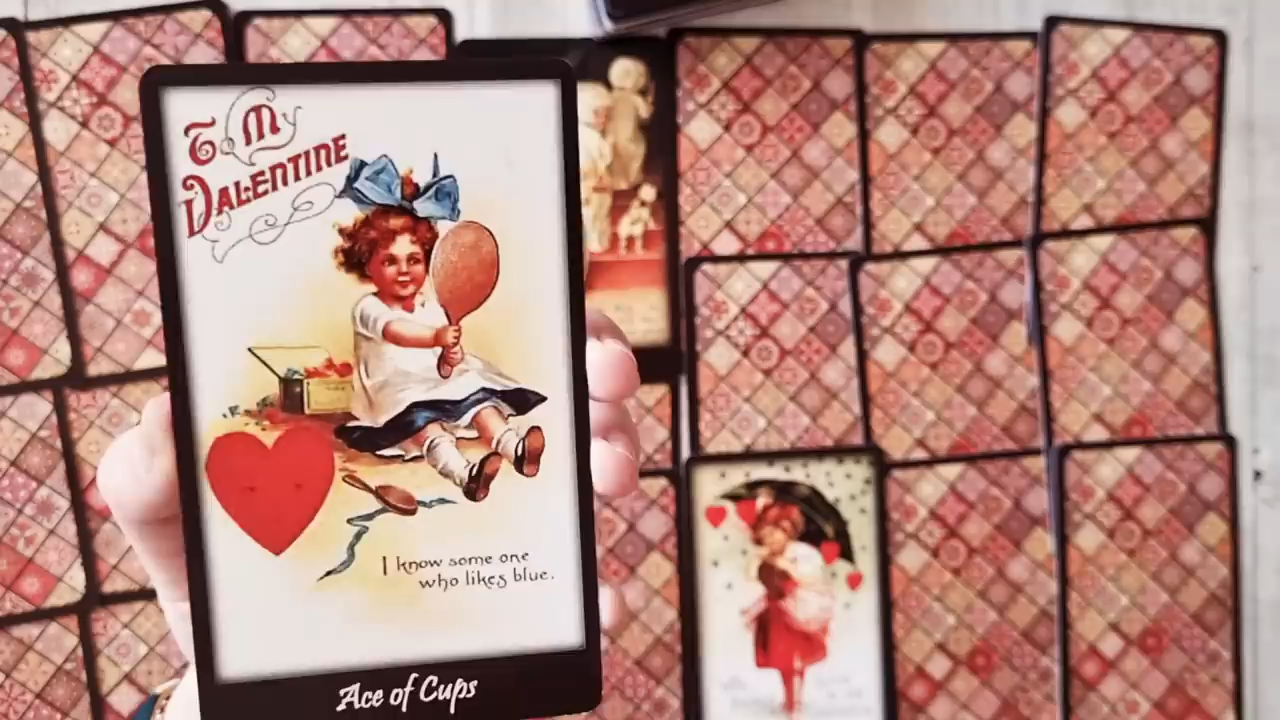 To My
Valentine
I know some one
who likes blue.
Ace of Cups